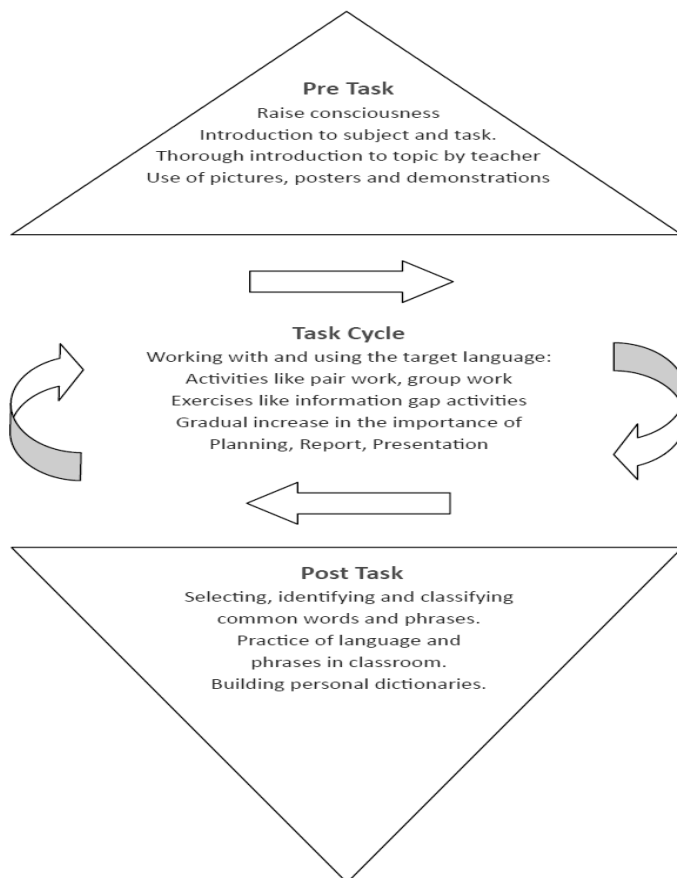 Pre Task
Raise consciousness
Introduction to subject and task.
Thorough introduction to topic by teacher
Use of pictures, posters and demonstrations
Task Cycle
Working with and using the target language:
Activities like pair work, group work
Exercises like information gap activities
Gradual increase in the importance of
Planning, Report, Presentation
Post Task
Selecting, identifying and classifying
common words and phrases.
Practice of language and
phrases in classroom.
Building personal dictionaries.